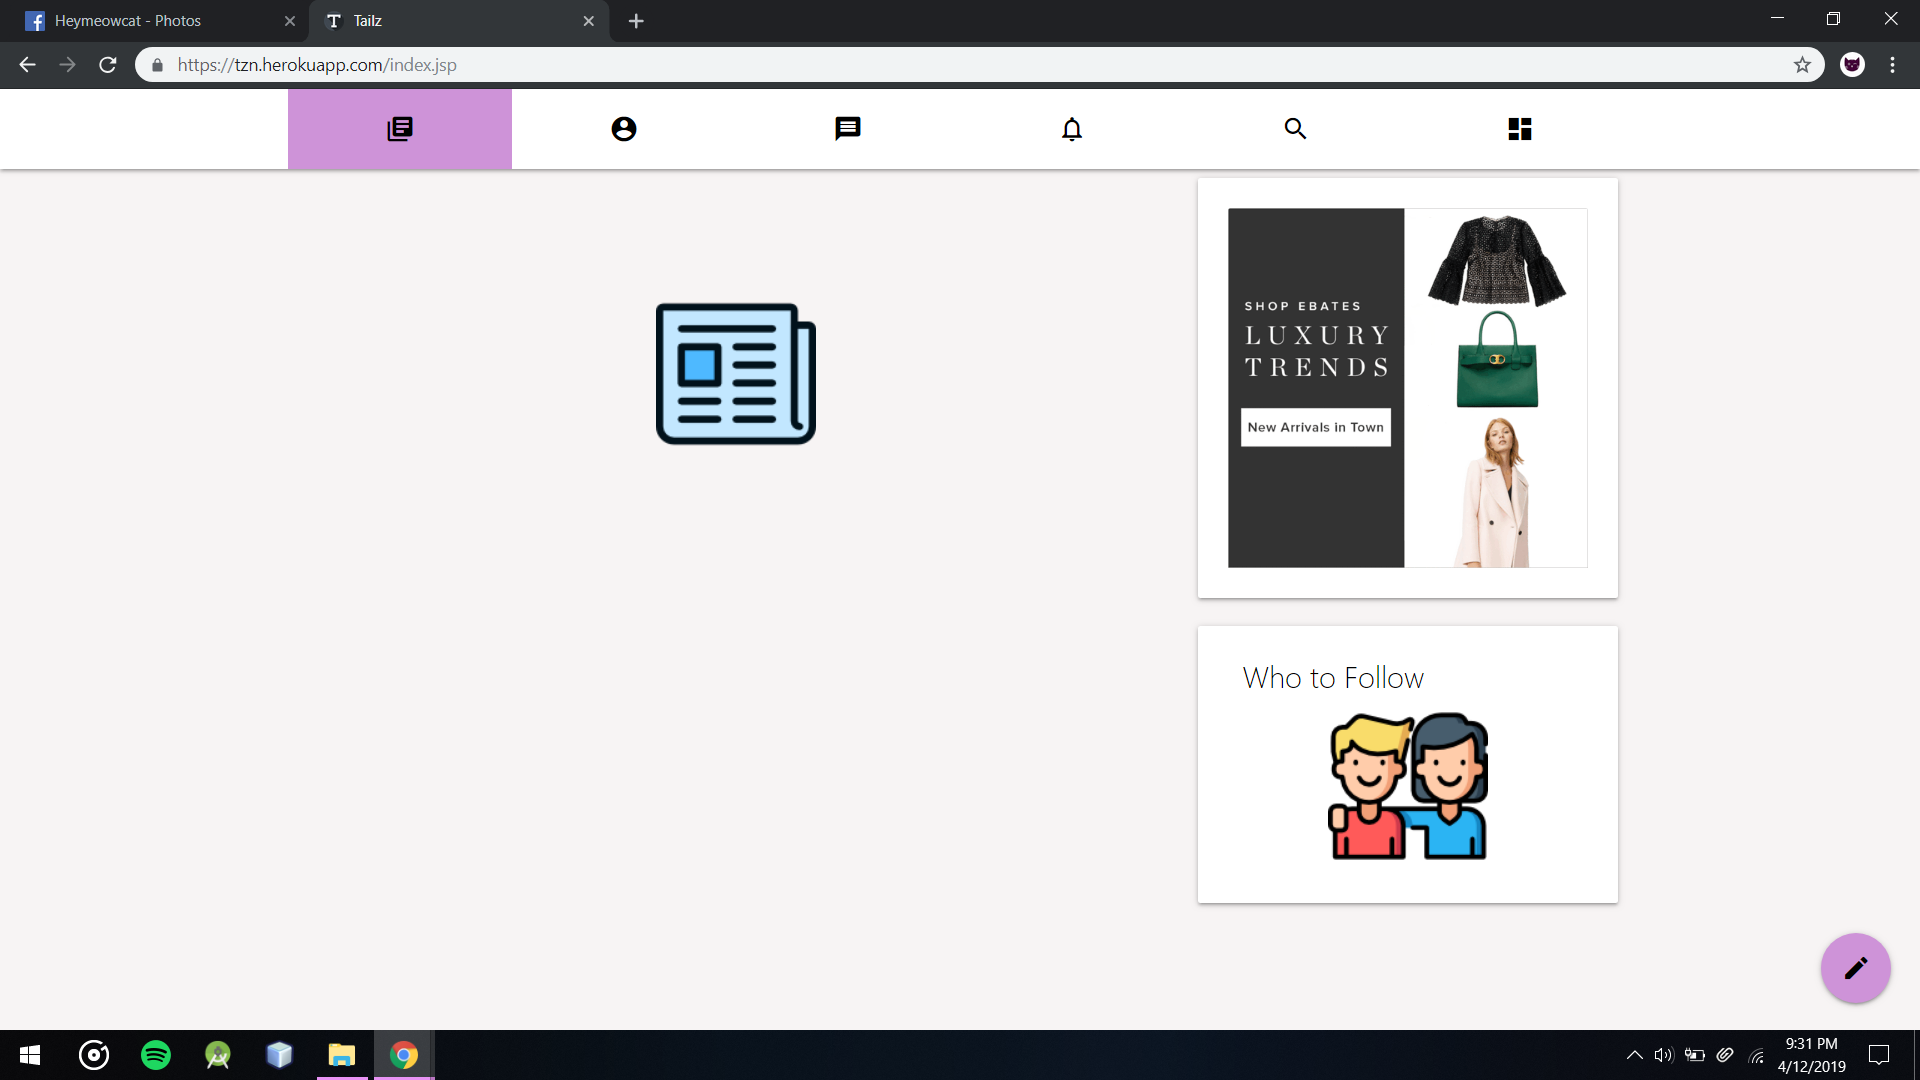 Heymeowcat - Photos
Tailz
https://tzn.herokuapp.com/index.jsp
SHOP EBATES
LUXURY
TRENDS
New Arrivals in Town
Who to Follow
9:31 PM
4/12/2019